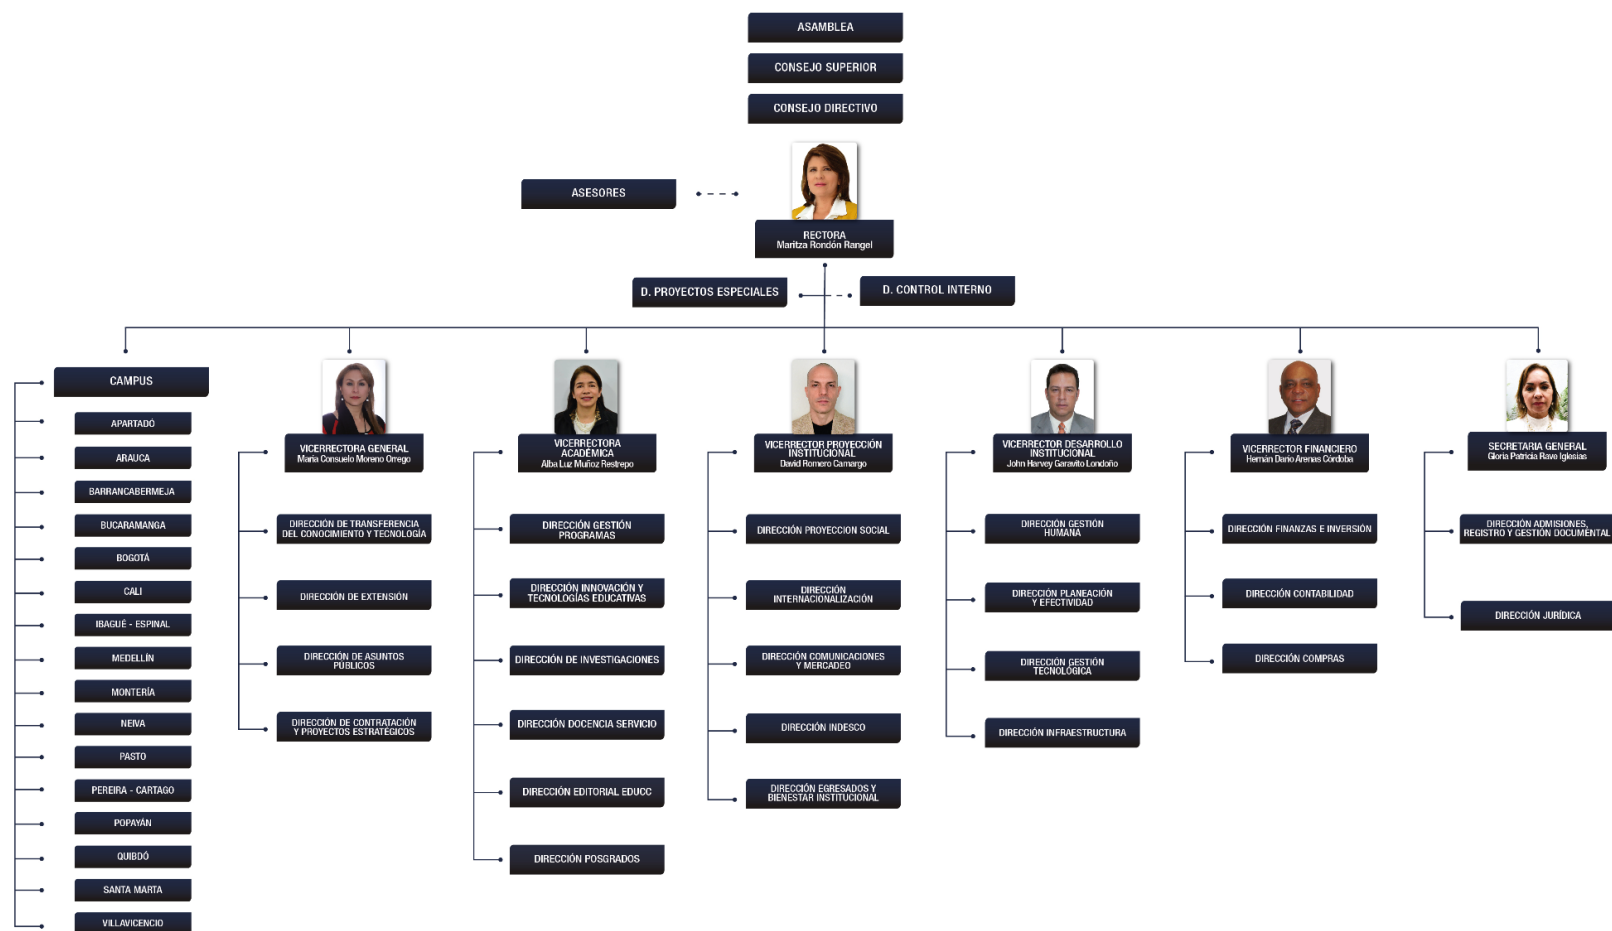 ASAMBLEA
CONSEJO SUPERIOR
CONSEJO DIRECTIVO
ASESORES
RECTORA
Maritza Rondón Rangel
D. PROYECTOS ESPECIALES
D. CONTROL INTERNO
CAMPUS
APARTADÓ
ARAUCA
BARRANCABERMEJA
BUCARAMANGA
BOGOTÁ
CALI
IBAGUÉ - ESPINAL
MEDELLÍN
MONTERÍA
NEIVA
PASTO
PEREIRA - CARTAGO
POPAYÁN
QUIBDÓ
SANTA MARTA
VILLAVICENCIO
VICERRECTORA GENERAL
María Consuelo Moreno Orrego
DIRECCIÓN DE TRANSFERENCIA
DEL CONOCIMIENTO Y TECNOLOGÍA
DIRECCIÓN DE EXTENSIÓN
DIRECCIÓN DE ASUNTOS
PÚBLICOS
DIRECCIÓN DE CONTRATACIÓN
Y PROYECTOS ESTRATÉGICOS
VICERRECTORA
ACADÉMICA
Alba Luz Muñoz Restrepo
DIRECCIÓN GESTIÓN
PROGRAMAS
DIRECCIÓN INNOVACIÓN Y
TECNOLOGÍAS EDUCATIVAS
DIRECCIÓN DE INVESTIGACIONES
DIRECCIÓN DOCENCIA SERVICIO
DIRECCIÓN EDITORIAL EDUCC
DIRECCIÓN POSGRADOS
VICERRECTOR PROYECCIÓN
INSTITUCIONAL
David Romero Camargo
DIRECCIÓN PROYECCION SOCIAL
DIRECCIÓN
INTERNACIONALIZACIÓN
DIRECCIÓN COMUNICACIONES
Y MERCADEO
DIRECCIÓN INDESCO
DIRECCIÓN EGRESADOS Y
BIENESTAR INSTITUCIONAL
VICERRECTOR DESARROLLO
INSTITUCIONAL
John Harvey Garavito Londoño
DIRECCIÓN GESTIÓN
HUMANA
DIRECCIÓN PLANEACIÓN
Y EFECTIVIDAD
DIRECCIÓN GESTIÓN
TECNOLÓGICA
DIRECCIÓN INFRAESTRUCTURA
VICERRECTOR FINANCIERO
Hernán Darío Arenas Córdoba
DIRECCIÓN FINANZAS E INVERSIÓN
DIRECCIÓN CONTABILIDAD
DIRECCIÓN COMPRAS
SECRETARIA GENERAL
Gloria Patricia Rave Iglesias
DIRECCIÓN ADMISIONES,
REGISTRO Y GESTIÓN DOCUMENTAL
DIRECCIÓN JURÍDICA